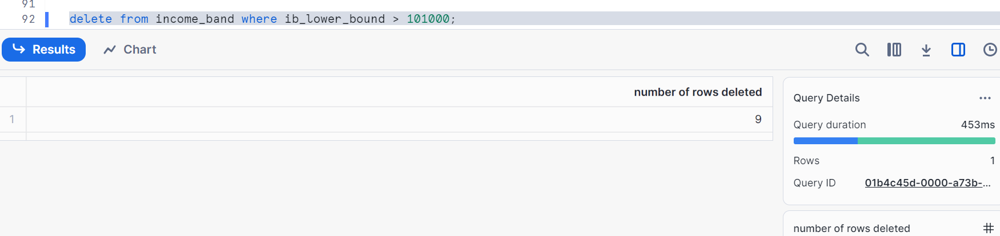 91
92 delete from income_band where ib_lower_bound > 101000;
Results Chart
number of rows deleted
1 9
Query Details ...
Query duration 453ms
Rows 1
Query ID 01b4c45d-0000-a73b-...
number of rows deleted #